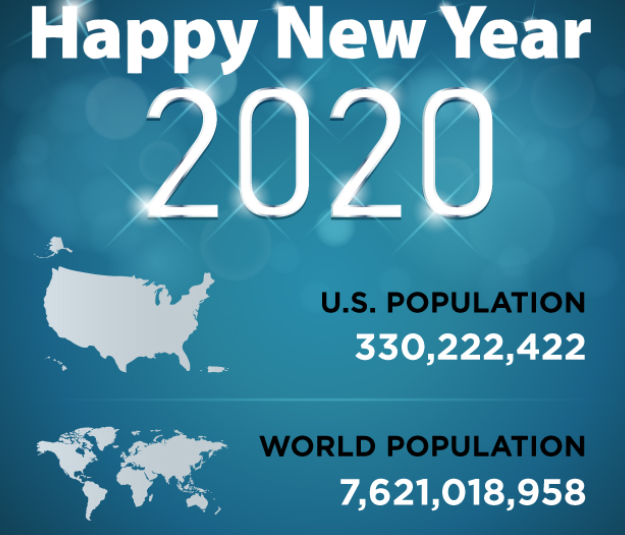 Happy New Year
2020
U.S. POPULATION
330,222,422
WORLD POPULATION
7,621,018,958